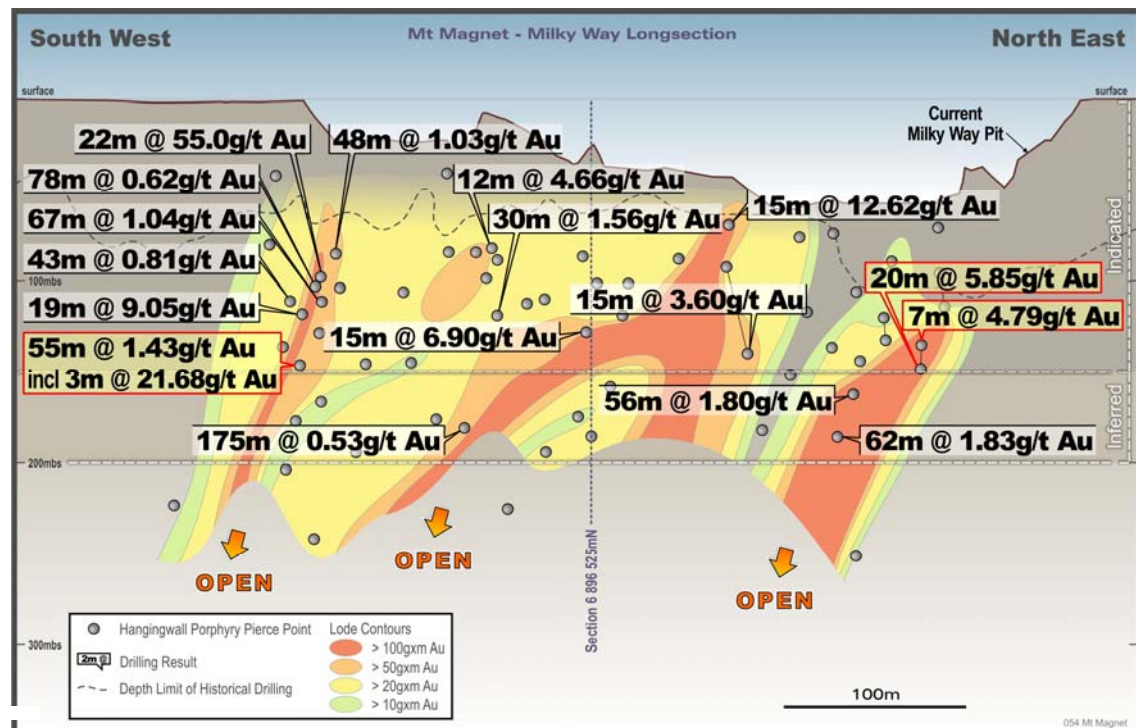 South West
Mt Magnet - Milky Way Longsection
North East
surface
surface
Current
Milky Way Pit
22m @ 55.0g/t Au
48m @ 1.03g/t Au
78m @ 0.62g/t Au
12m @ 4.66g/t Au
67m @ 1.04g/t Au
30m @ 1.56g/t Au
15m @ 12.62g/t Au
43m @ 0.81g/t Au
100mbs
Indicated
20m @ 5.85g/t Au
19m @ 9.05g/t Au
15m @ 3.60g/t Au
7m @ 4.79g/t Au
15m @ 6.90g/t Au
55m @ 1.43g/t Au
incl 3m @ 21.68g/t Au
56m @ 1.80g/t Au
175m @ 0.53g/t Au
62m @ 1.83g/t Au
Inferred
200mbs
OPEN
OPEN
OPEN
Section 6 896 525mN
300mbs
Hangingwall Porphyry Pierce Point
2m @
Drilling Result
Depth Limit of Historical Drilling
Lode Contours
> 100gxm Au
> 50gxm Au
> 20gxm Au
> 10gxm Au
100m
054 Mt Magnet